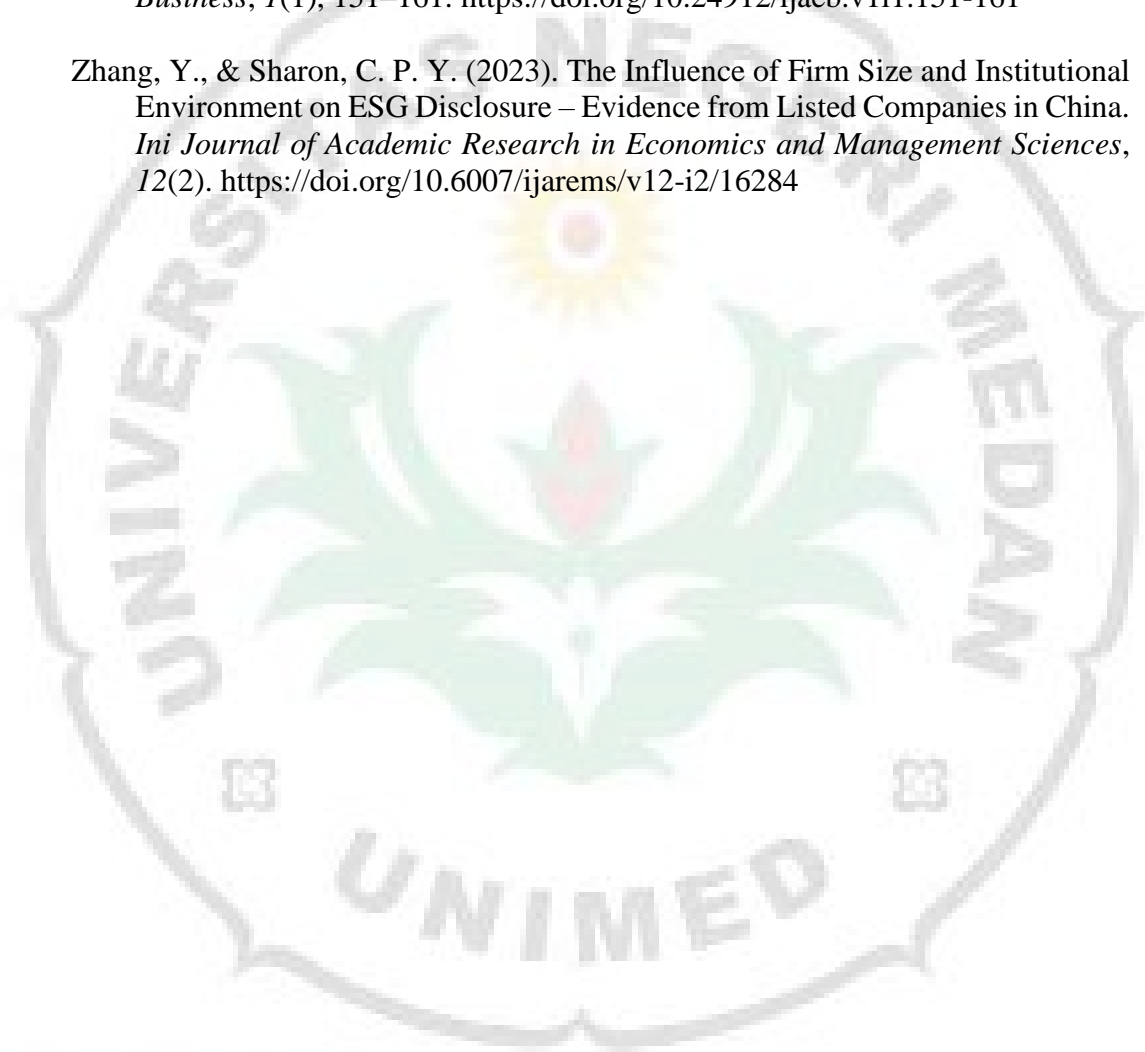 Business, 1(1), 151–161. https://doi.org/10.24912/ijaeb.v1i1.151-161
Zhang, Y., & Sharon, C. P. Y. (2023). The Influence of Firm Size and Institutional
Environment on ESG Disclosure – Evidence from Listed Companies in China.
Ini Journal of Academic Research in Economics and Management Sciences,
12(2). https://doi.org/10.6007/ijarems/v12-i2/16284
UNIVERSITAS NEGERI MEDAN
UNIMED